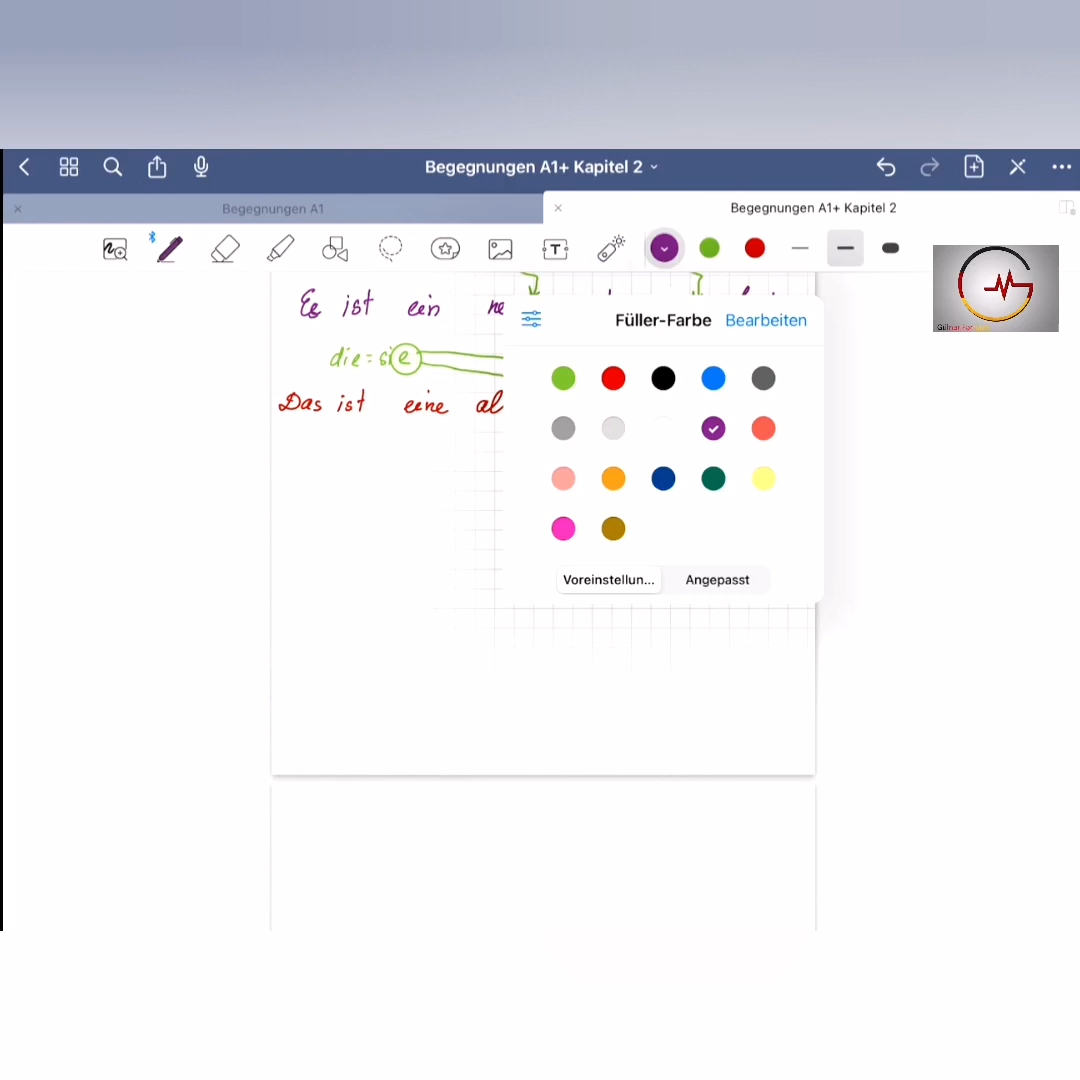 Begegnungen A1+ Kapitel 2
Begegnungen A1
Begegnungen A1+ Kapitel 2
T
Es ist ein ne
Füller-Farbe Bearbeiten
die = sie
Das ist eine al
Voreinstellun... Angepasst